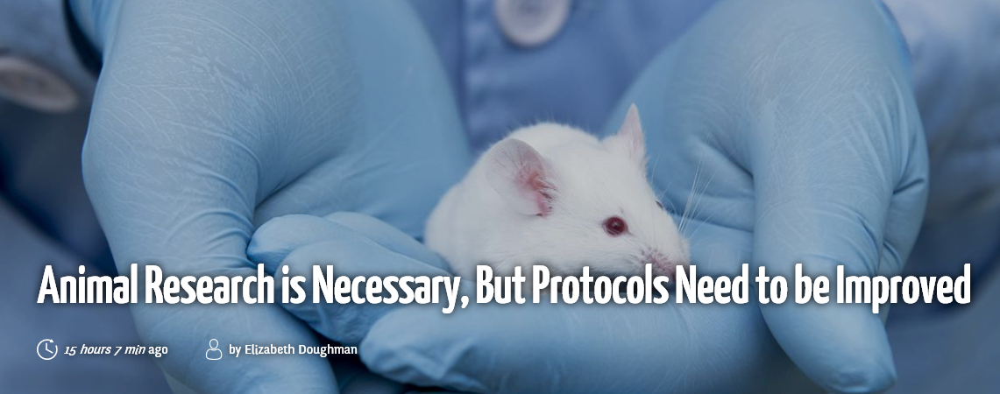 Animal Research is Necessary, But Protocols Need to be Improved
15 hours 7 min ago by Elizabeth Doughman